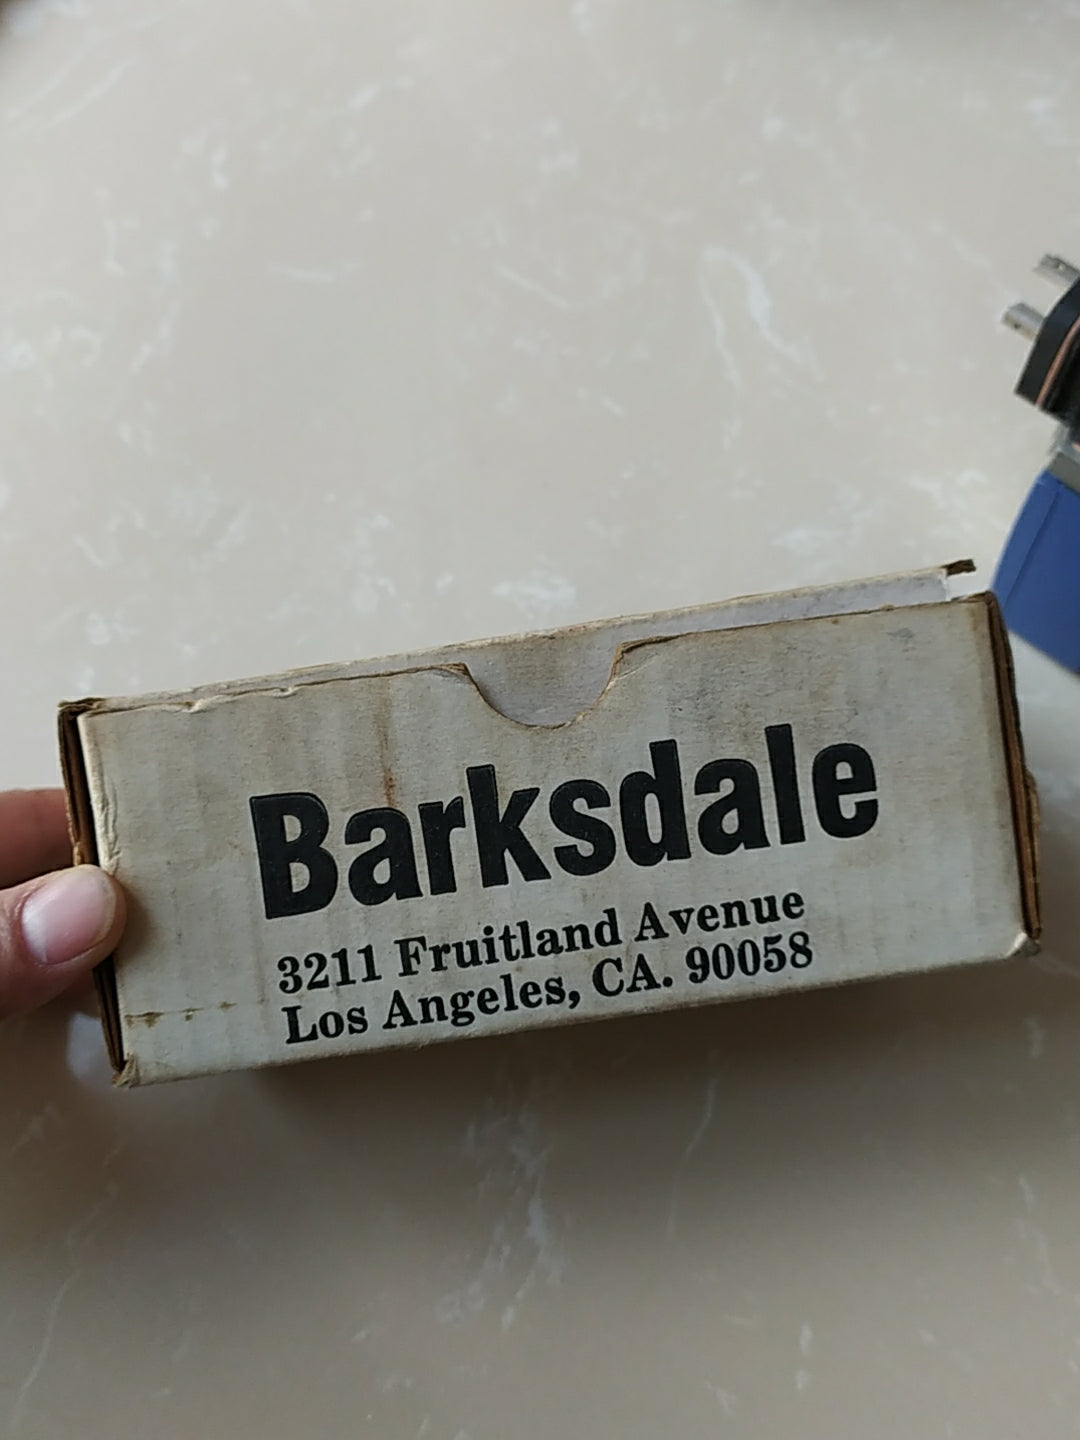 Barksdale
3211 Fruitland Avenue
Los Angeles, CA. 90058